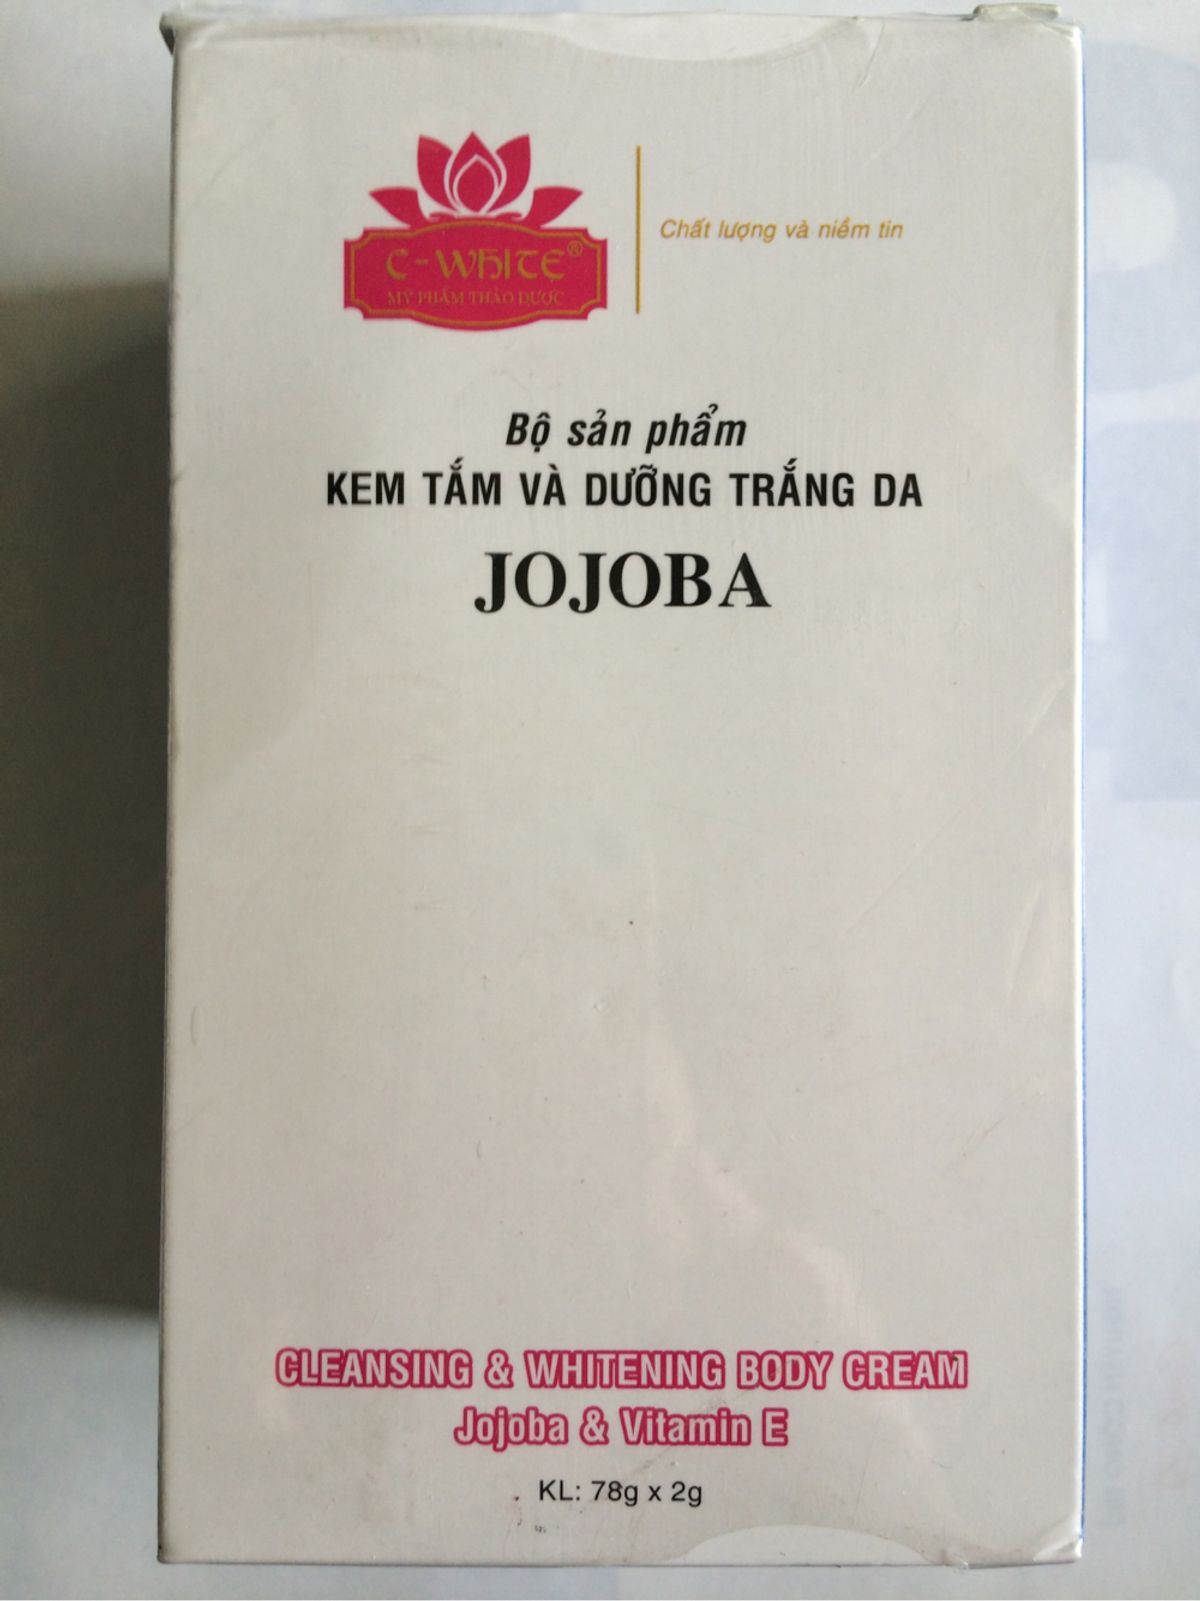 C-WHITE®
MỸ PHẨM THẢO DƯỢC
Chất lượng và niềm tin
Bộ sản phẩm
KEM TẮM VÀ DƯỠNG TRẮNG DA
JOJOBA
CLEANSING & WHITENING BODY CREAM
Jojoba & Vitamin E
KL: 78g x 2g